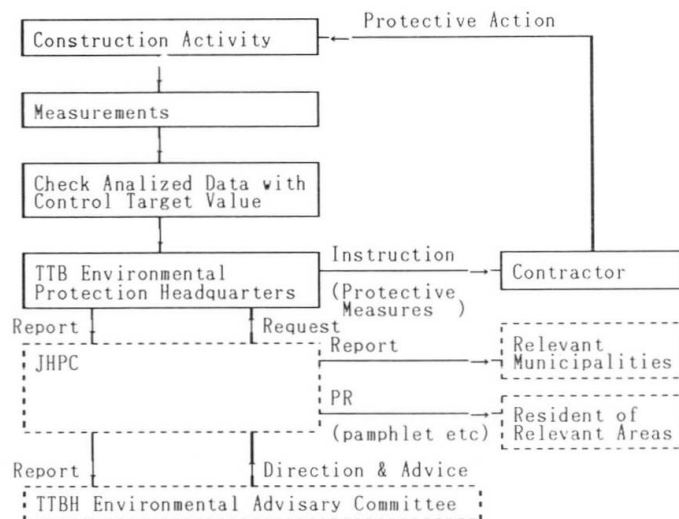 Protective Action
Construction Activity
Measurements
Check Analized Data with
Control Target Value
TTB Environmental
Protection Headquarters
Instruction
(Protective
Measures )
Contractor
Report
Request
JHPC
Report
Relevant
Municipalities
PR
(pamphlet etc)
Resident of
Relevant Areas
Report
Direction & Advice
TTBH Environmental Advisary Committee